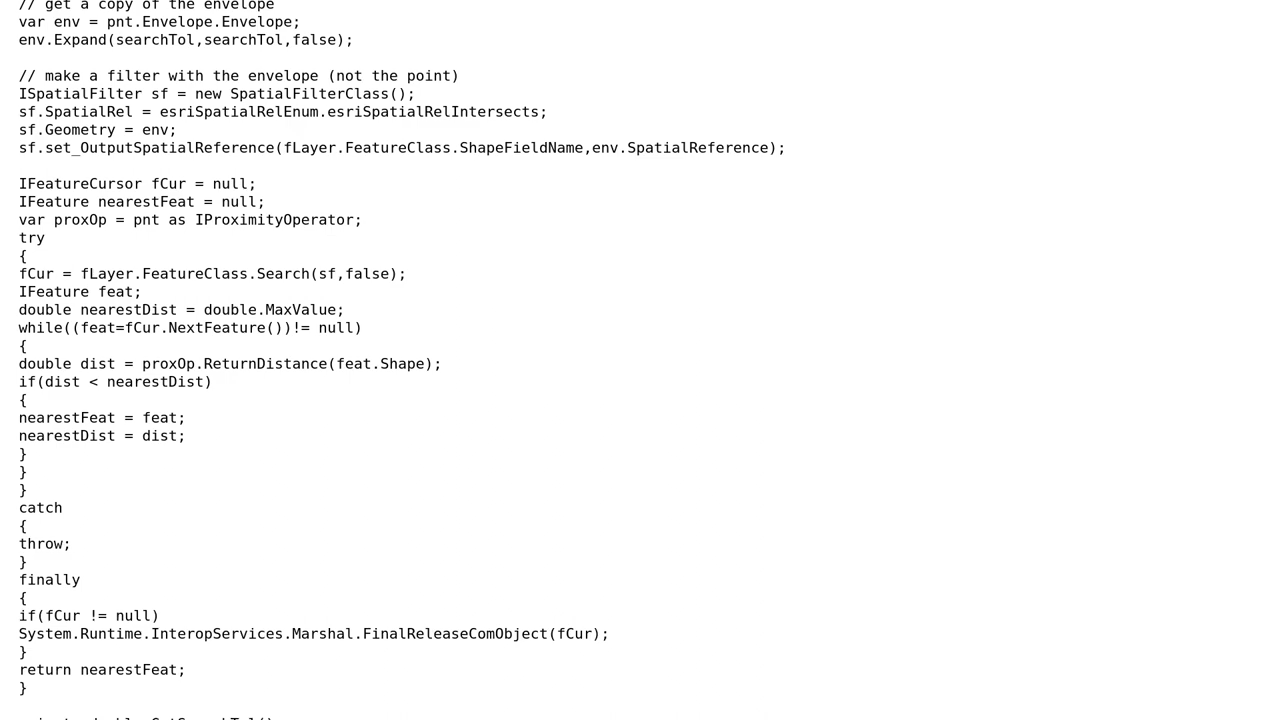 // get a copy of the envelope
var env = pnt.Envelope.Envelope;
env.Expand(searchTol,searchTol,false);
// make a filter with the envelope (not the point)
ISpatialFilter sf = new SpatialFilterClass();
sf.SpatialRel = esriSpatialRelEnum.esriSpatialRelIntersects;
sf.Geometry = env;
sf.set_OutputSpatialReference(fLayer.FeatureClass.ShapeFieldName,env.SpatialReference);
IFeatureCursor fCur = null;
IFeature nearestFeat = null;
var proxOp = pnt as IProximityOperator;
try
{
fCur = fLayer.FeatureClass.Search(sf,false);
IFeature feat;
double nearestDist = double.MaxValue;
while((feat=fCur.NextFeature())!= null)
{
double dist = proxOp.ReturnDistance(feat.Shape);
if(dist < nearestDist)
{
nearestFeat = feat;
nearestDist = dist;
}
}
}
catch
{
throw;
}
finally
{
if(fCur != null)
System.Runtime.InteropServices.Marshal.FinalReleaseComObject(fCur);
}
return nearestFeat;
}